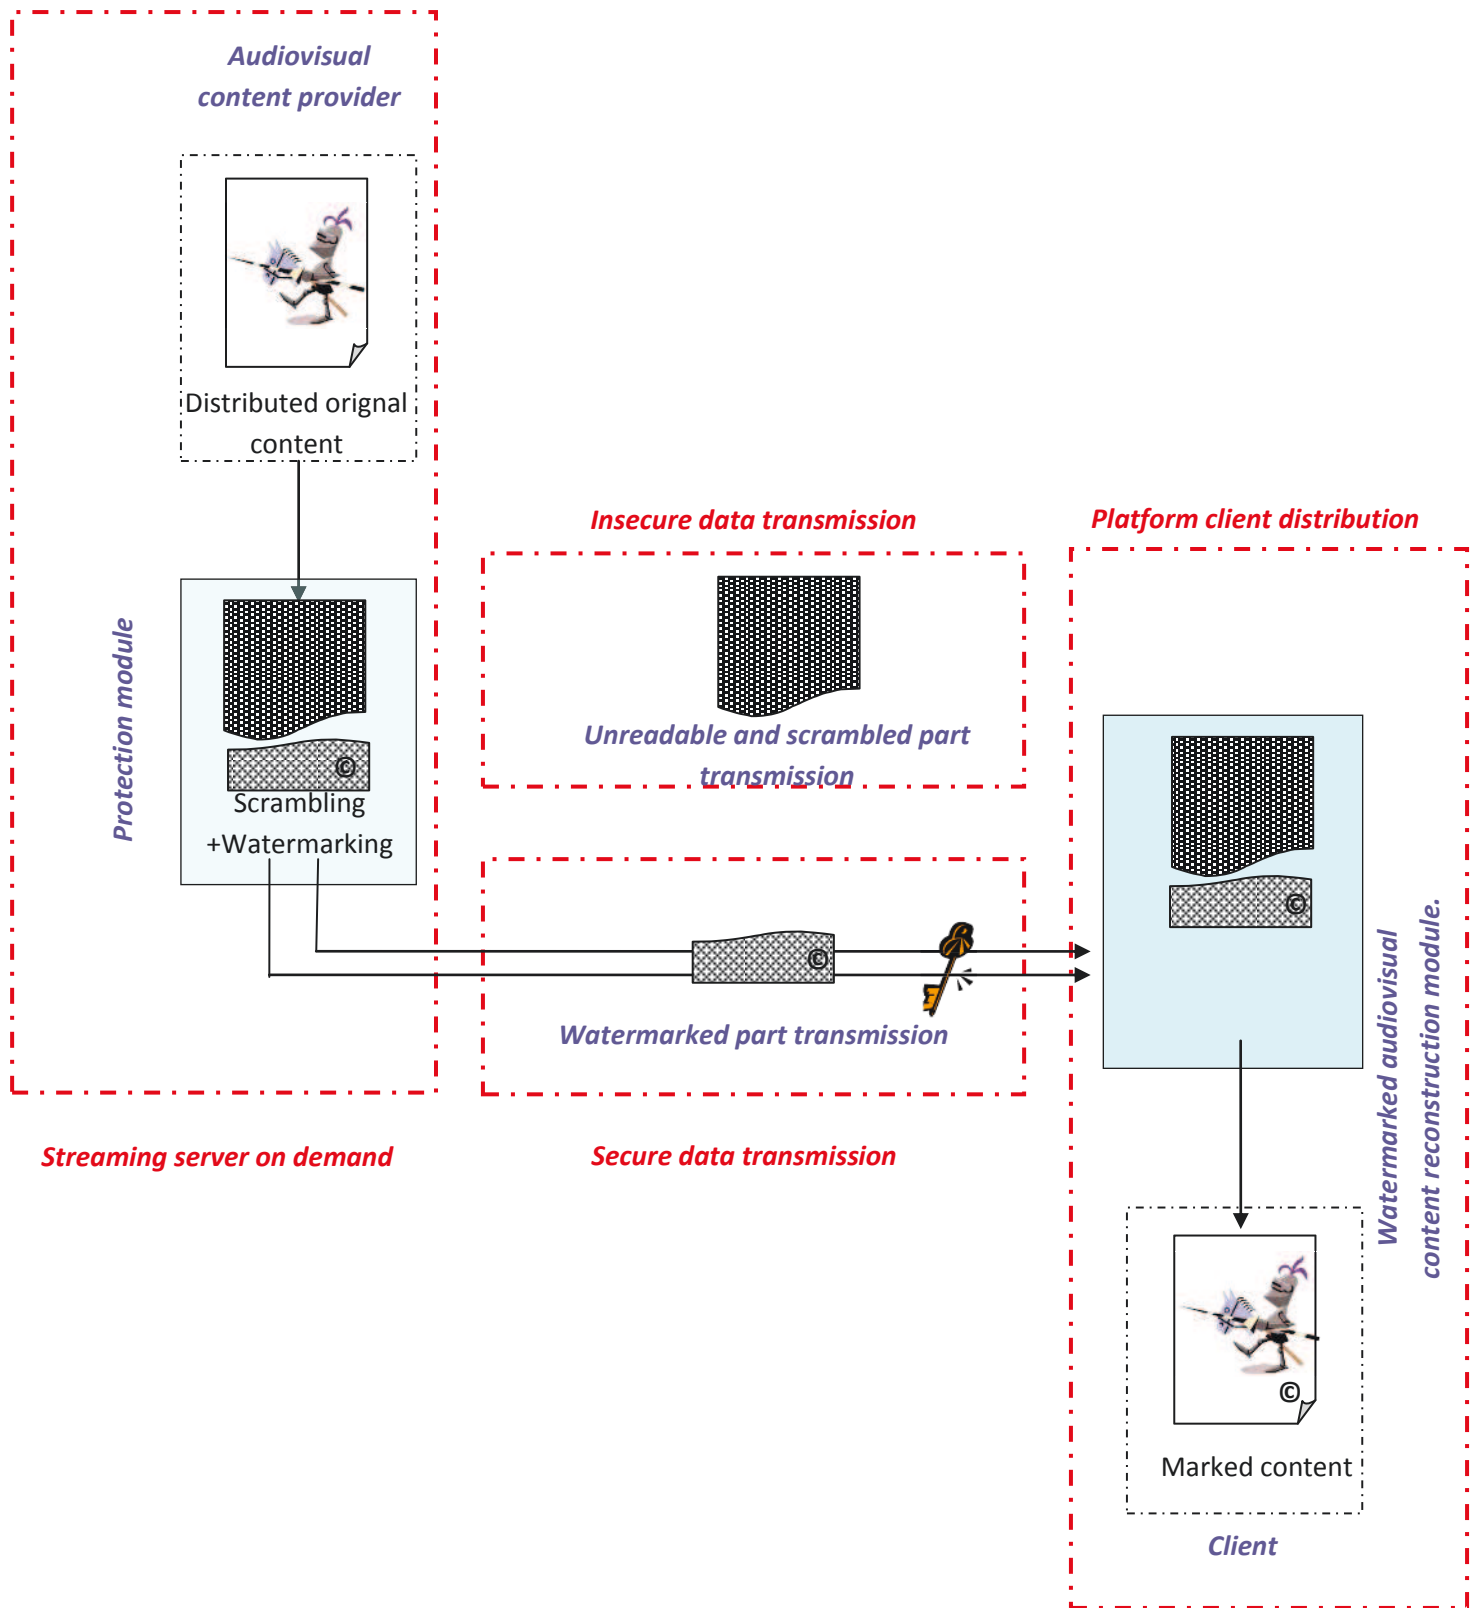 Audiovisual
content provider
Distributed orignal
content
Protection module
©
Scrambling
+Watermarking
Streaming server on demand
Insecure data transmission
Unreadable and scrambled part
transmission
©
Watermarked part transmission
Secure data transmission
Platform client distribution
©
Watermarked audiovisual
content reconstruction module.
©
Marked content
Client